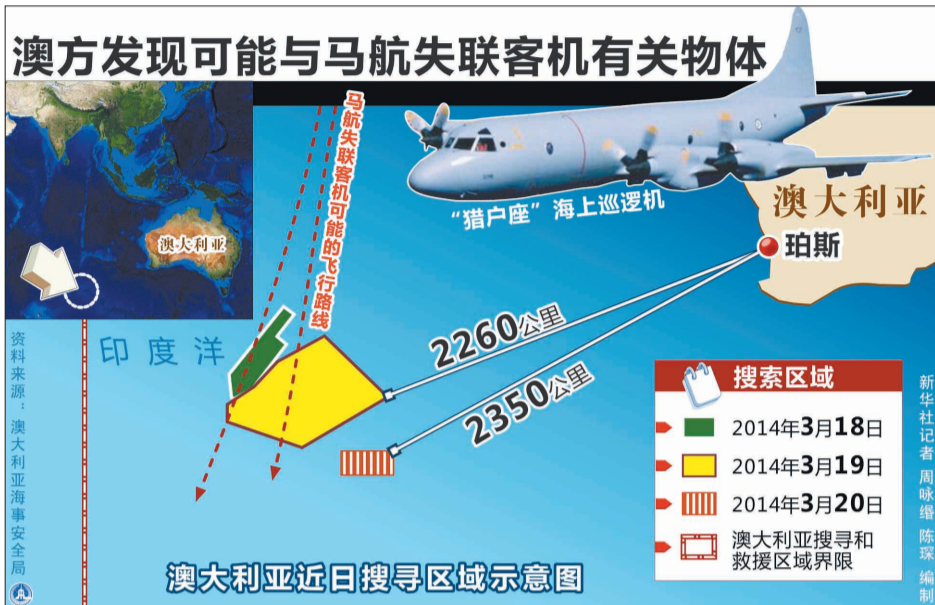 澳方发现可能与马航失联客机有关物体
澳大利亚
马航失联客机可能的飞行路线
“猎户座”海上巡逻机
澳大利亚
珀斯
印度洋
2260公里
2350公里
搜索区域
2014年3月18日
2014年3月19日
2014年3月20日
澳大利亚搜寻和
救援区域界限
资料来源：澳大利亚海事安全局
新华社记者 周咏缗 陈琛 编制
澳大利亚近日搜寻区域示意图